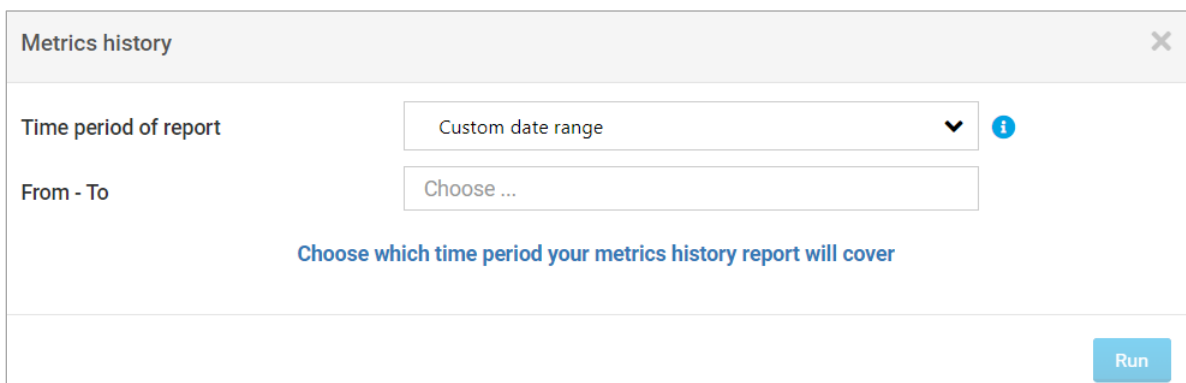 Metrics history
Time period of report
Custom date range
From - To
Choose ...
Choose which time period your metrics history report will cover
Run